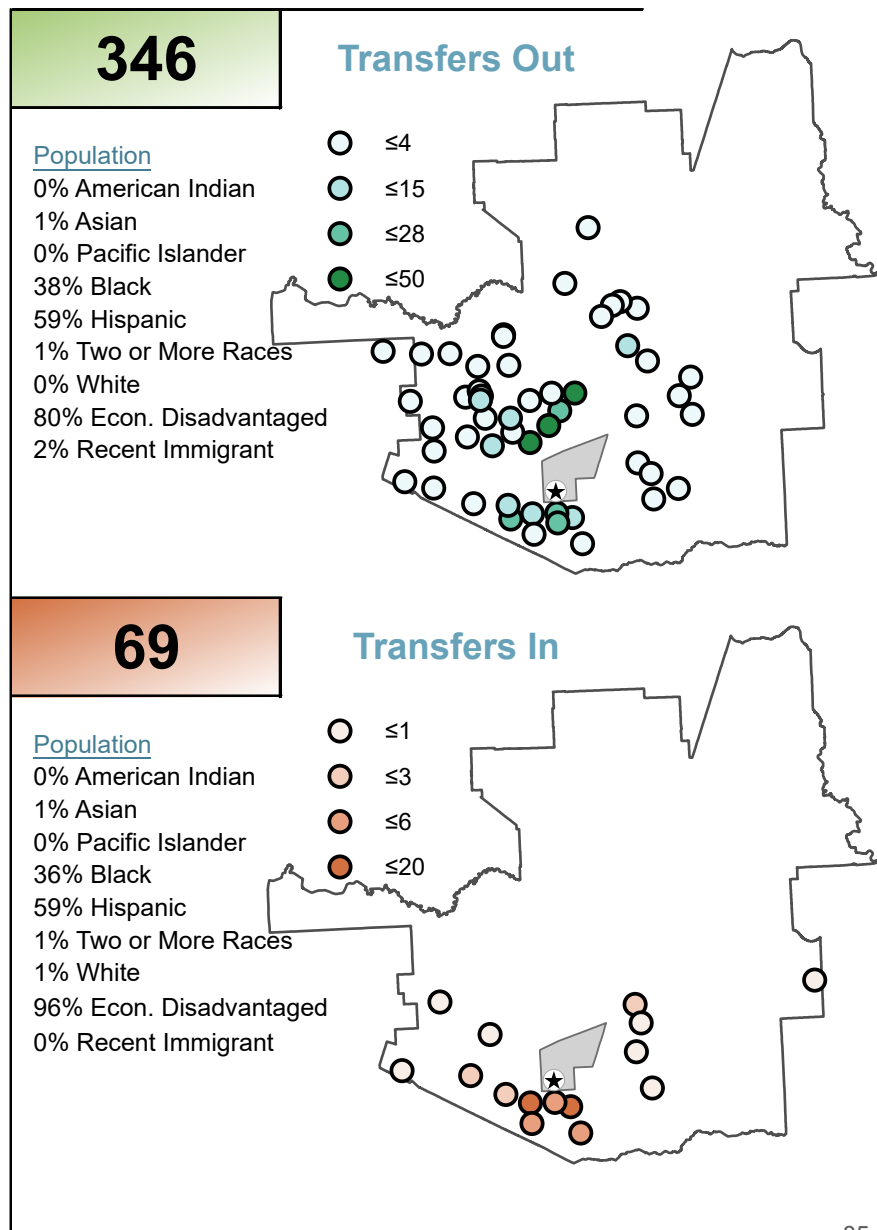 346
Transfers Out
Population
0% American Indian
1% Asian
0% Pacific Islander
38% Black
59% Hispanic
1% Two or More Races
0% White
80% Econ. Disadvantaged
2% Recent Immigrant
≤4
≤15
≤28
≤50
69
Transfers In
Population
0% American Indian
1% Asian
0% Pacific Islander
36% Black
59% Hispanic
1% Two or More Races
1% White
96% Econ. Disadvantaged
0% Recent Immigrant
≤1
≤3
≤6
≤20